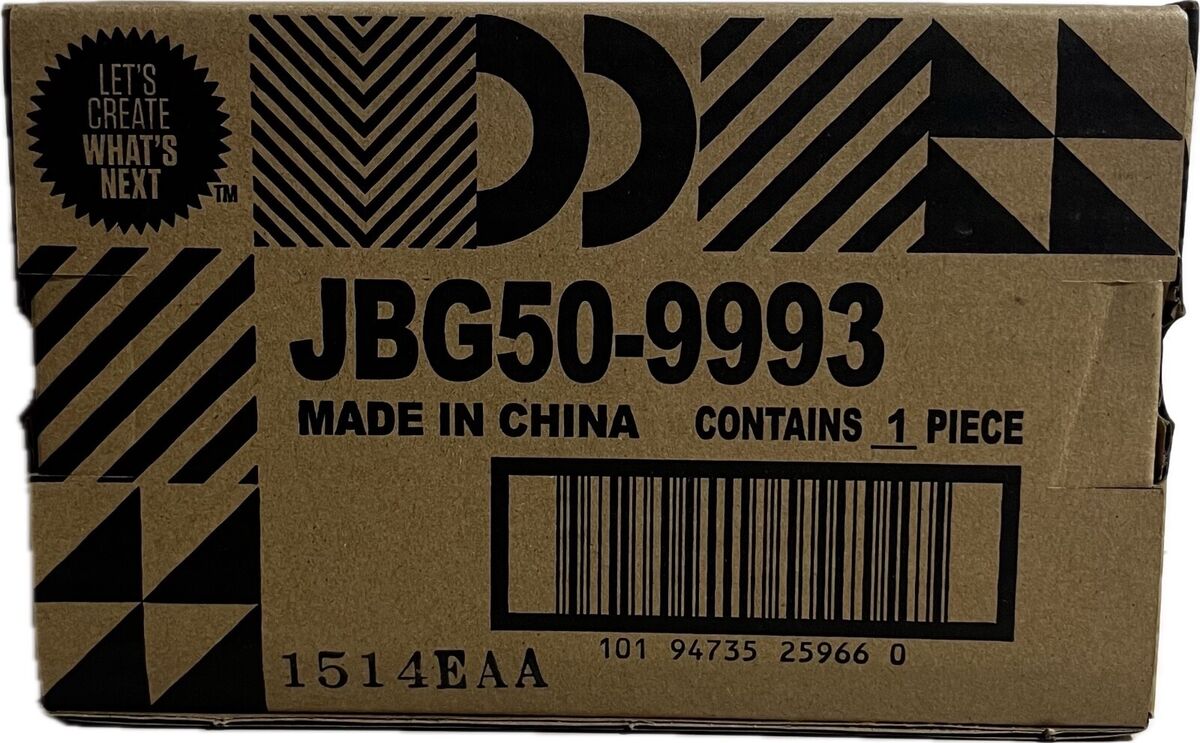 LET'S
CREATE
WHAT'S
NEXT
TM
JBG50-9993
MADE IN CHINA CONTAINS 1 PIECE
101 94735 25966 0
1514EAA